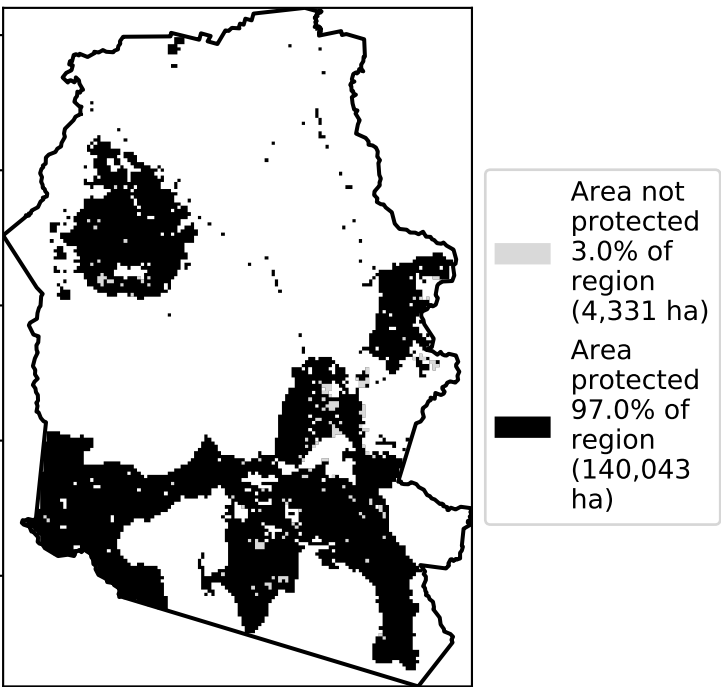 Area not
protected
3.0% of
region
(4,331 ha)
Area
protected
97.0% of
region
(140,043
ha)